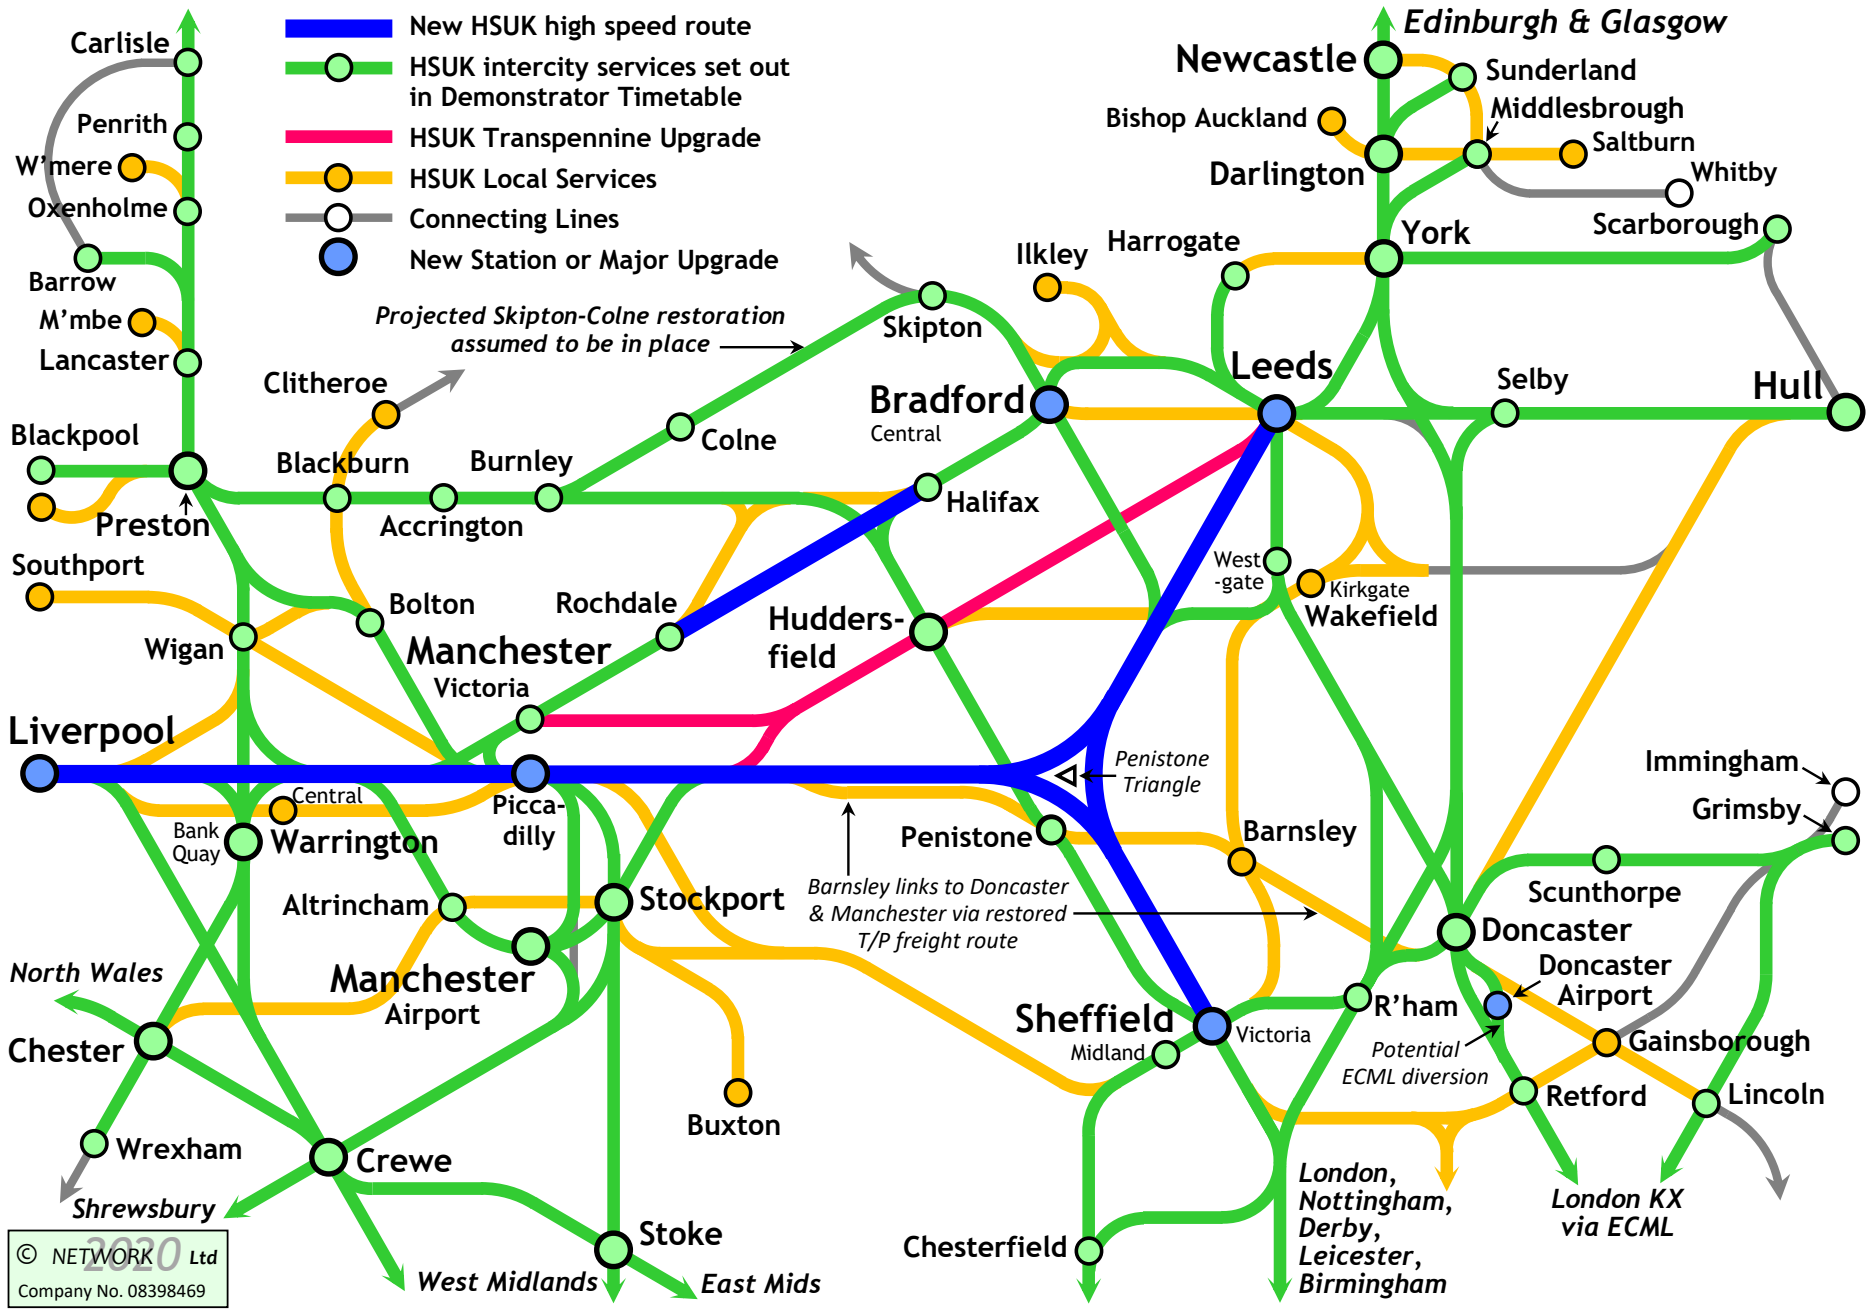 New HSUK high speed route
HSUK intercity services set out
in Demonstrator Timetable
HSUK Transpennine Upgrade
HSUK Local Services
Connecting Lines
New Station or Major Upgrade
Edinburgh & Glasgow
Carlisle
Penrith
W'mere
Oxenholme
Barrow
M'mbe
Lancaster
Newcastle
Sunderland
Bishop Auckland
Middlesbrough
Saltburn
Darlington
Whitby
Scarborough
York
Harrogate
Ilkley
Projected Skipton-Colne restoration
assumed to be in place
Skipton
Clitheroe
Leeds
Selby
Hull
Bradford
Central
Colne
Blackpool
Blackburn
Burnley
Accrington
Halifax
Preston
Southport
Bolton
Rochdale
Hudders-
field
West
-gate
Kirkgate
Wakefield
Wigan
Manchester
Victoria
Liverpool
Penistone
Triangle
Immingham
Grimsby
Central
Bank
Quay
Warrington
Picca-
dilly
Penistone
Barnsley
Barnsley links to Doncaster
& Manchester via restored
T/P freight route
Scunthorpe
Altrincham
Stockport
Doncaster
Manchester
Airport
Doncaster
Airport
North Wales
Chester
Sheffield
Midland
Victoria
R'ham
Potential
ECML diversion
Gainsborough
Retford
Lincoln
Buxton
Wrexham
Crewe
Shrewsbury
London,
Nottingham,
Derby,
Leicester,
Birmingham
London KX
via ECML
Stoke
Chesterfield
West Midlands
East Mids
© NETWORK 2020 Ltd
Company No. 08398469